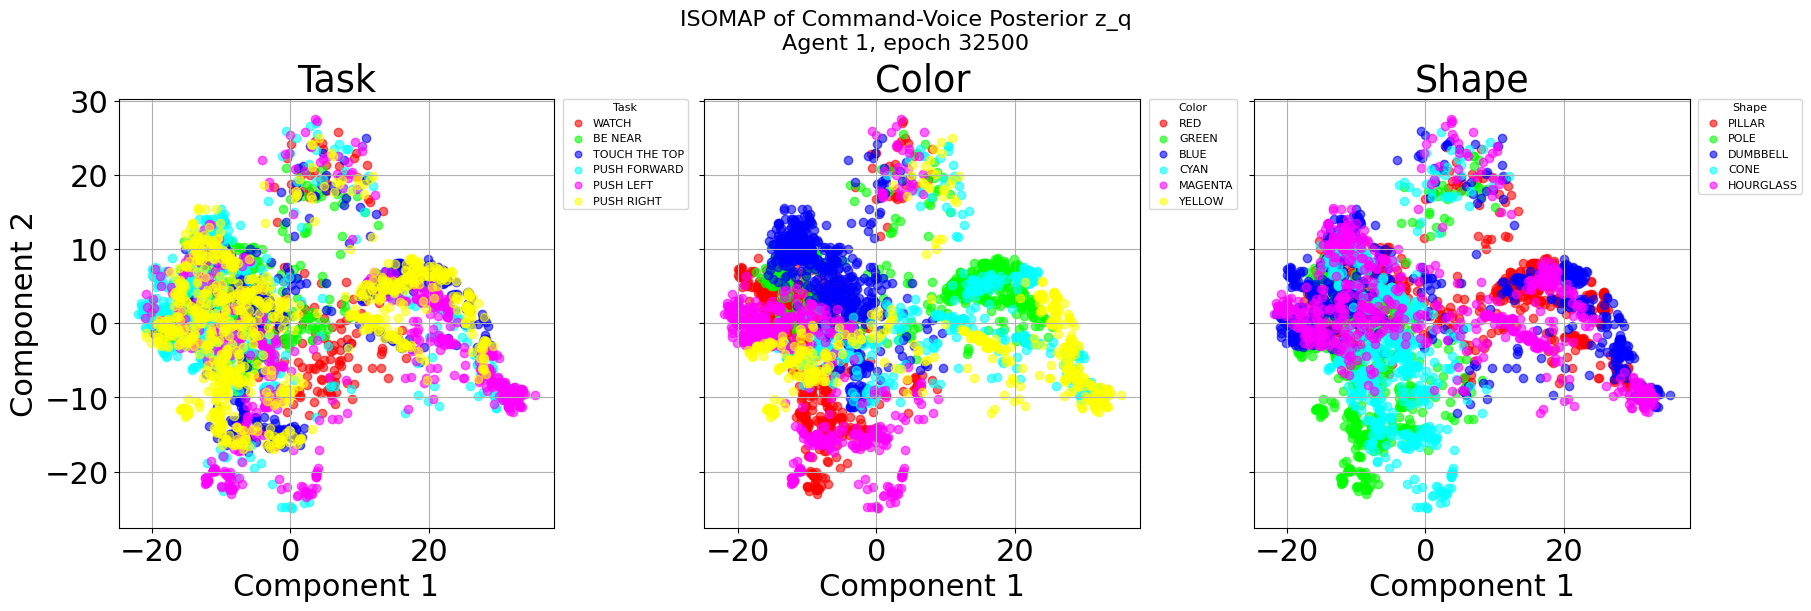 ISOMAP of Command-Voice Posterior z_q
Agent 1, epoch 32500
Task
Color
Shape
Component 2
30
20
10
0
−10
−20
−20 0 20
Component 1
Task
WATCH
BE NEAR
TOUCH THE TOP
PUSH FORWARD
PUSH LEFT
PUSH RIGHT
−20 0 20
Component 1
Color
RED
GREEN
BLUE
CYAN
MAGENTA
YELLOW
−20 0 20
Component 1
Shape
PILLAR
POLE
DUMBBELL
CONE
HOURGLASS